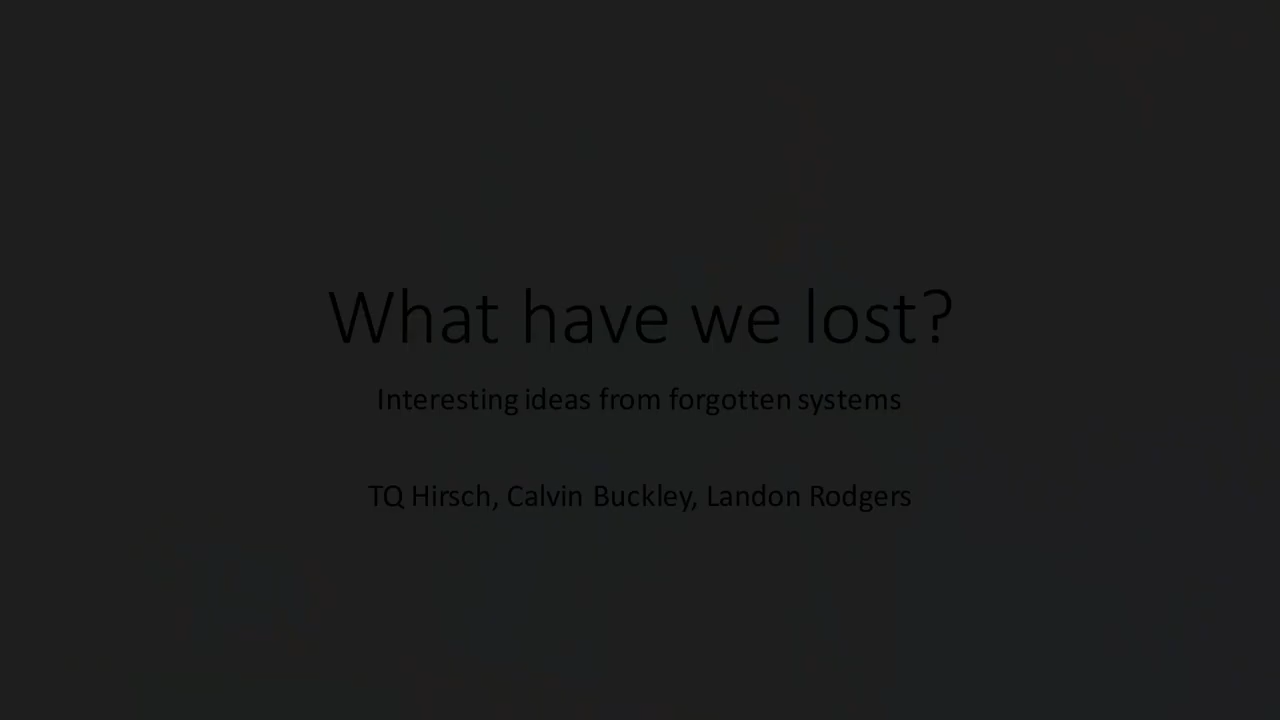 What have we lost?
Interesting ideas from forgotten systems
TQ Hirsch, Calvin Buckley, Landon Rodgers